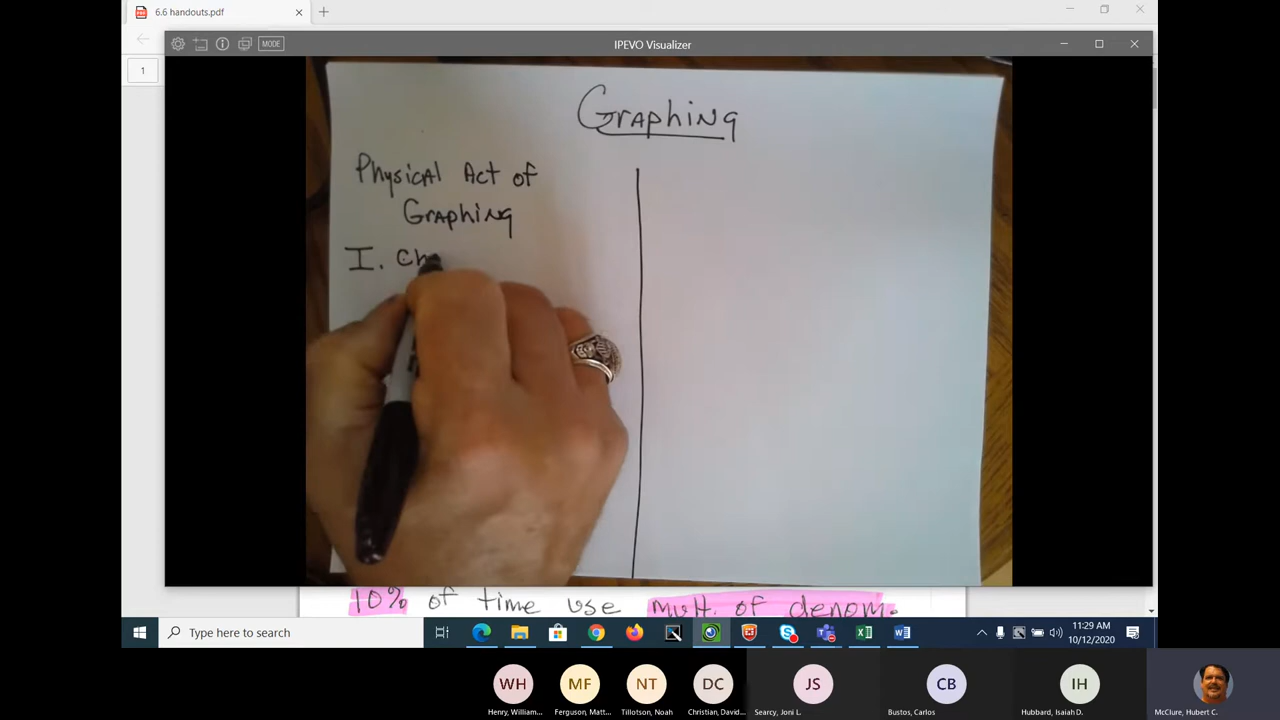 6.6 handouts.pdf
MODE
IPEVO Visualizer
1
Graphing
Physical Act of
Graphing
I. Ch
10% of time use mult. of denom.
Type here to search
11:29 AM
10/12/2020
WH
MF
NT
DC
JS
CB
IH
Henry, William...
Ferguson, Matt...
Tillotson, Noah
Christian, David...
Searcy, Joni L.
Bustos, Carlos
Hubbard, Isaiah D.
McClure, Hubert C.